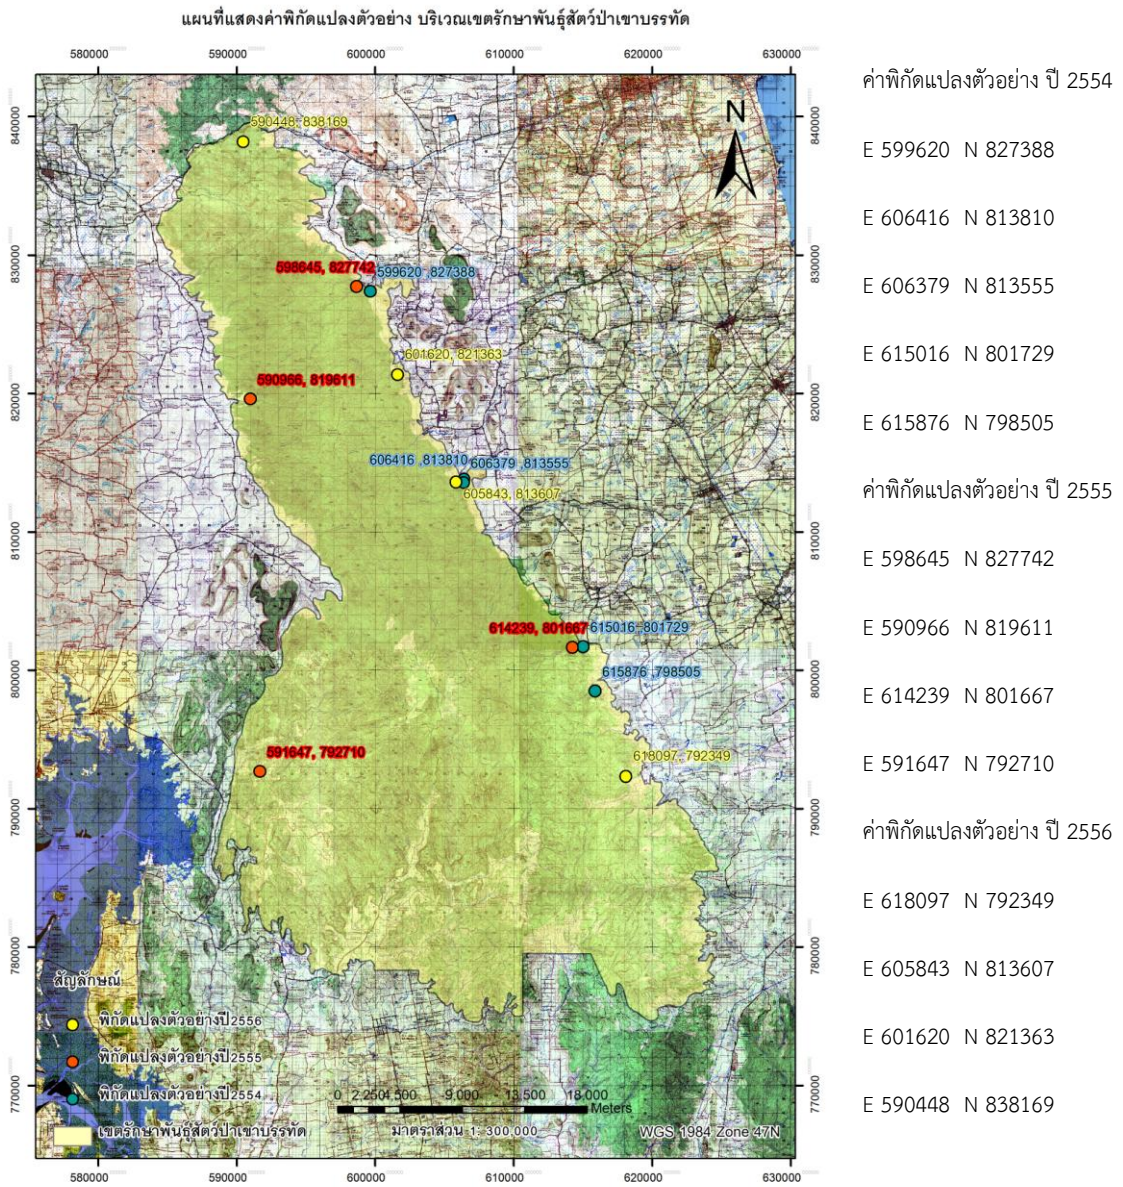 แผนที่แสดงค่าพิกัดแปลงตัวอย่าง บริเวณเขตรักษาพันธุ์สัตว์ป่าเขาบรรทัด
580000 590000 600000 610000 620000 630000
840000 840000
830000 830000
820000 820000
810000 810000
800000 800000
790000 790000
780000 780000
770000 770000
N
590448, 838169
598645, 827742
599620 ,827388
601620, 821363
590966, 819611
606416 ,813810
606379 ,813555
605843, 813607
614239, 801667
615016 ,801729
615876 ,798505
591647, 792710
618097, 792349
สัญลักษณ์
พิกัดแปลงตัวอย่างปี2556
พิกัดแปลงตัวอย่างปี2555
พิกัดแปลงตัวอย่างปี2554
เขตรักษาพันธุ์สัตว์ป่าเขาบรรทัด
0 2,250 4,500 9,000 13,500 18,000
Meters
มาตราส่วน 1: 300,000
WGS 1984 Zone 47N
580000 590000 600000 610000 620000 630000
ค่าพิกัดแปลงตัวอย่าง ปี 2554
E 599620 N 827388
E 606416 N 813810
E 606379 N 813555
E 615016 N 801729
E 615876 N 798505
ค่าพิกัดแปลงตัวอย่าง ปี 2555
E 598645 N 827742
E 590966 N 819611
E 614239 N 801667
E 591647 N 792710
ค่าพิกัดแปลงตัวอย่าง ปี 2556
E 618097 N 792349
E 605843 N 813607
E 601620 N 821363
E 590448 N 838169